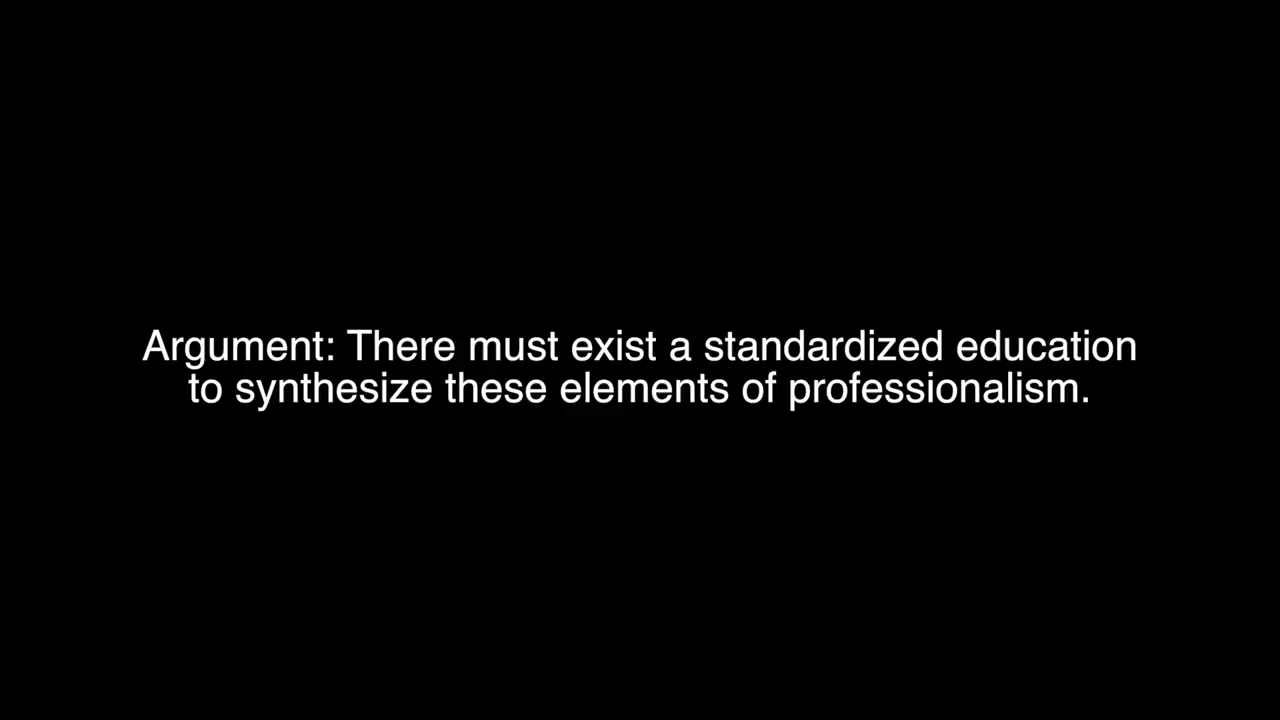 Argument: There must exist a standardized education
to synthesize these elements of professionalism.